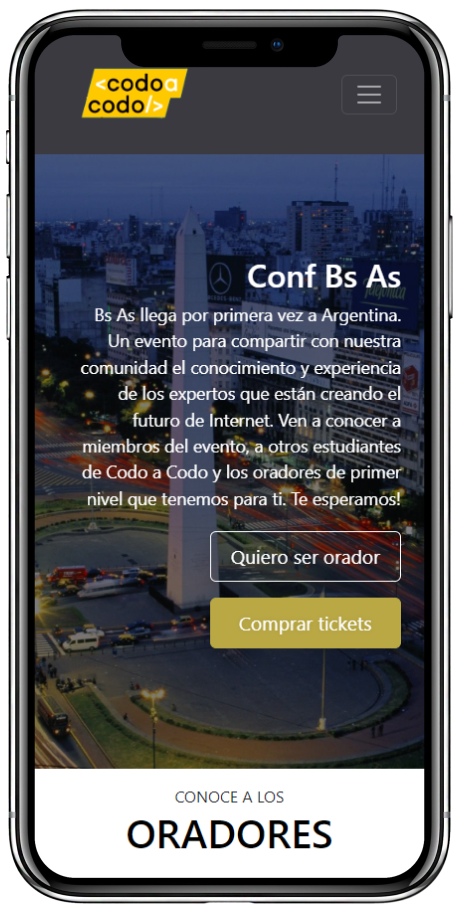 <codo a
codo/>
Conf Bs As
Bs As llega por primera vez a Argentina.
Un evento para compartir con nuestra
comunidad el conocimiento y experiencia
de los expertos que están creando el
futuro de Internet. Ven a conocer a
miembros del evento, a otros estudiantes
de Codo a Codo y los oradores de primer
nivel que tenemos para ti. Te esperamos!
Quiero ser orador
Comprar tickets
CONOCE A LOS
ORADORES